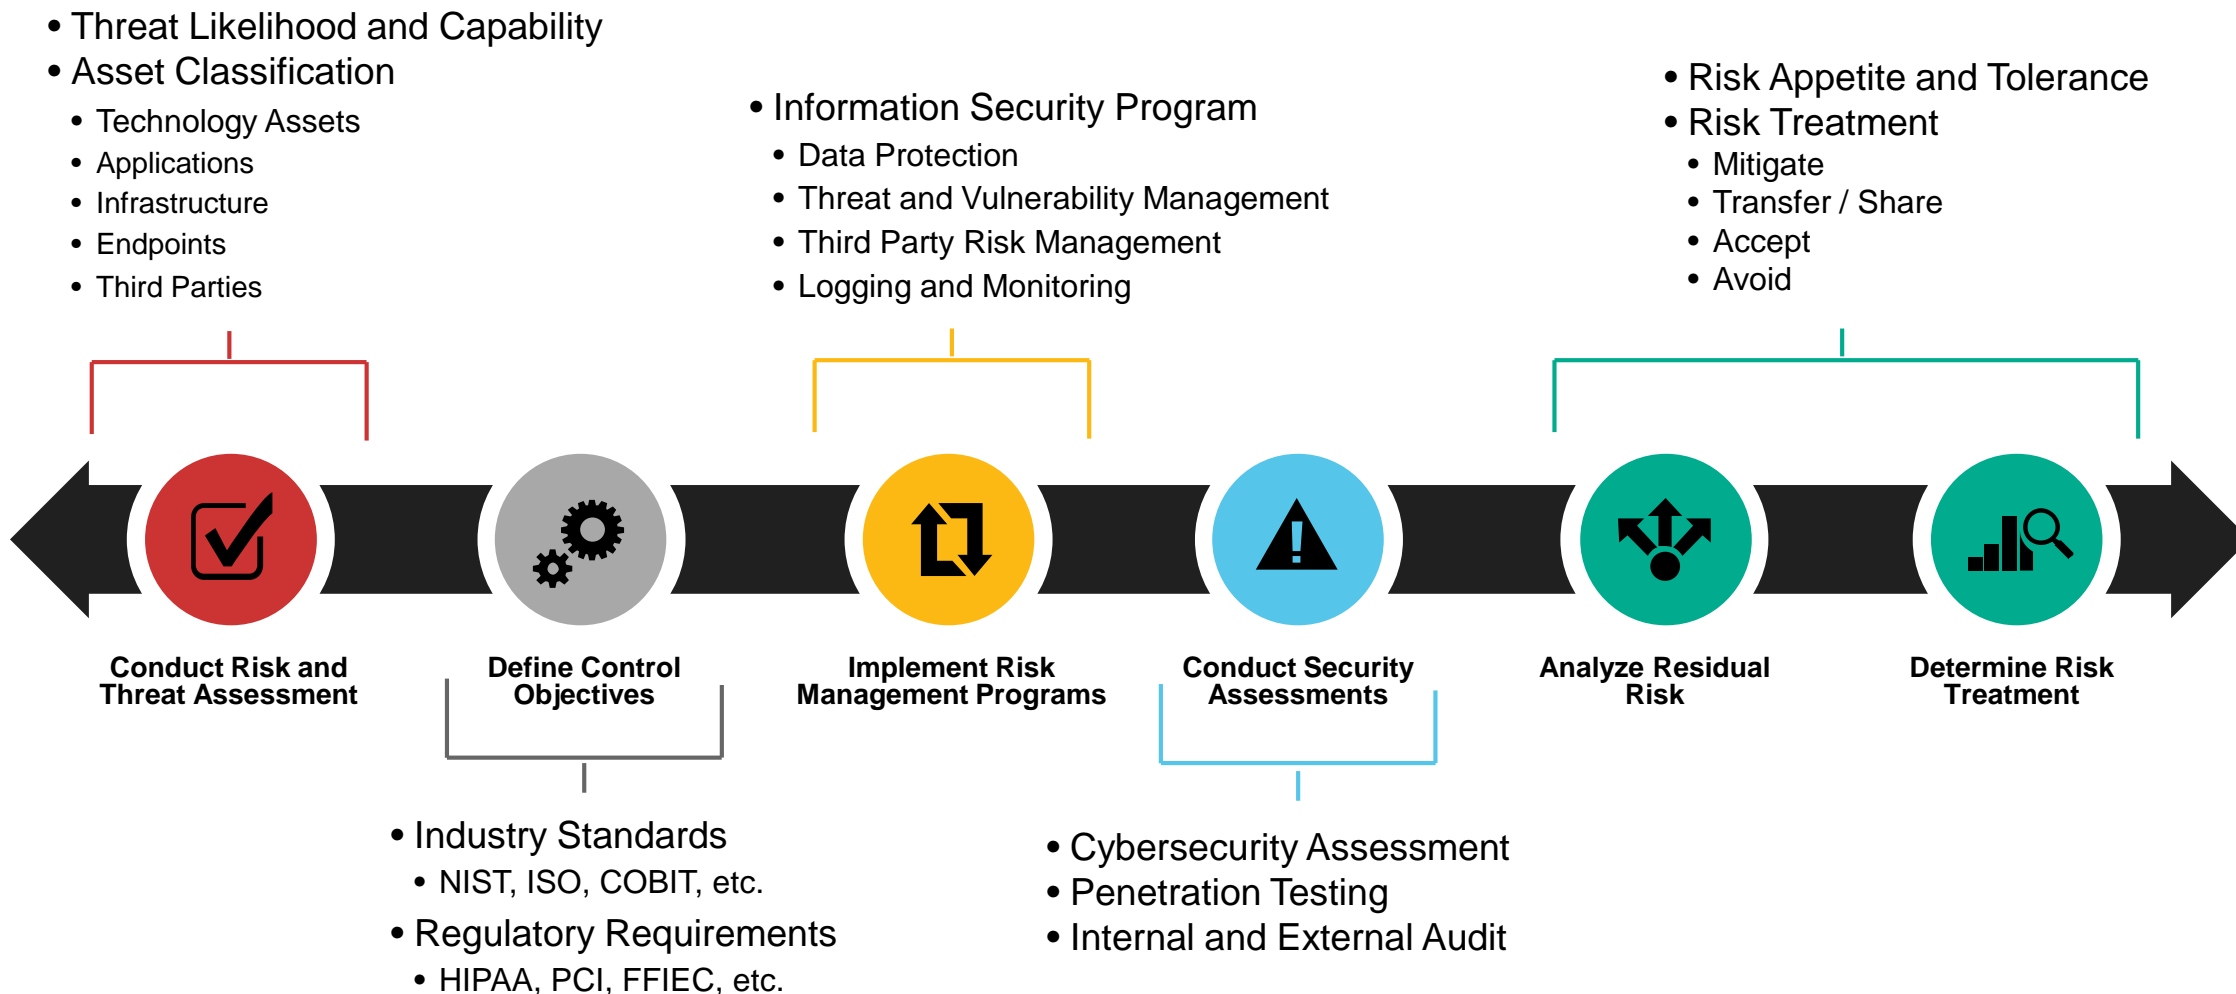 • Threat Likelihood and Capability
• Asset Classification
• Technology Assets
• Applications
• Infrastructure
• Endpoints
• Third Parties
• Information Security Program
• Data Protection
• Threat and Vulnerability Management
• Third Party Risk Management
• Logging and Monitoring
• Risk Appetite and Tolerance
• Risk Treatment
• Mitigate
• Transfer / Share
• Accept
• Avoid
Conduct Risk and
Threat Assessment
Define Control
Objectives
Implement Risk
Management Programs
Conduct Security
Assessments
Analyze Residual
Risk
Determine Risk
Treatment
• Industry Standards
• NIST, ISO, COBIT, etc.
• Regulatory Requirements
• HIPAA, PCI, FFIEC, etc.
• Cybersecurity Assessment
• Penetration Testing
• Internal and External Audit